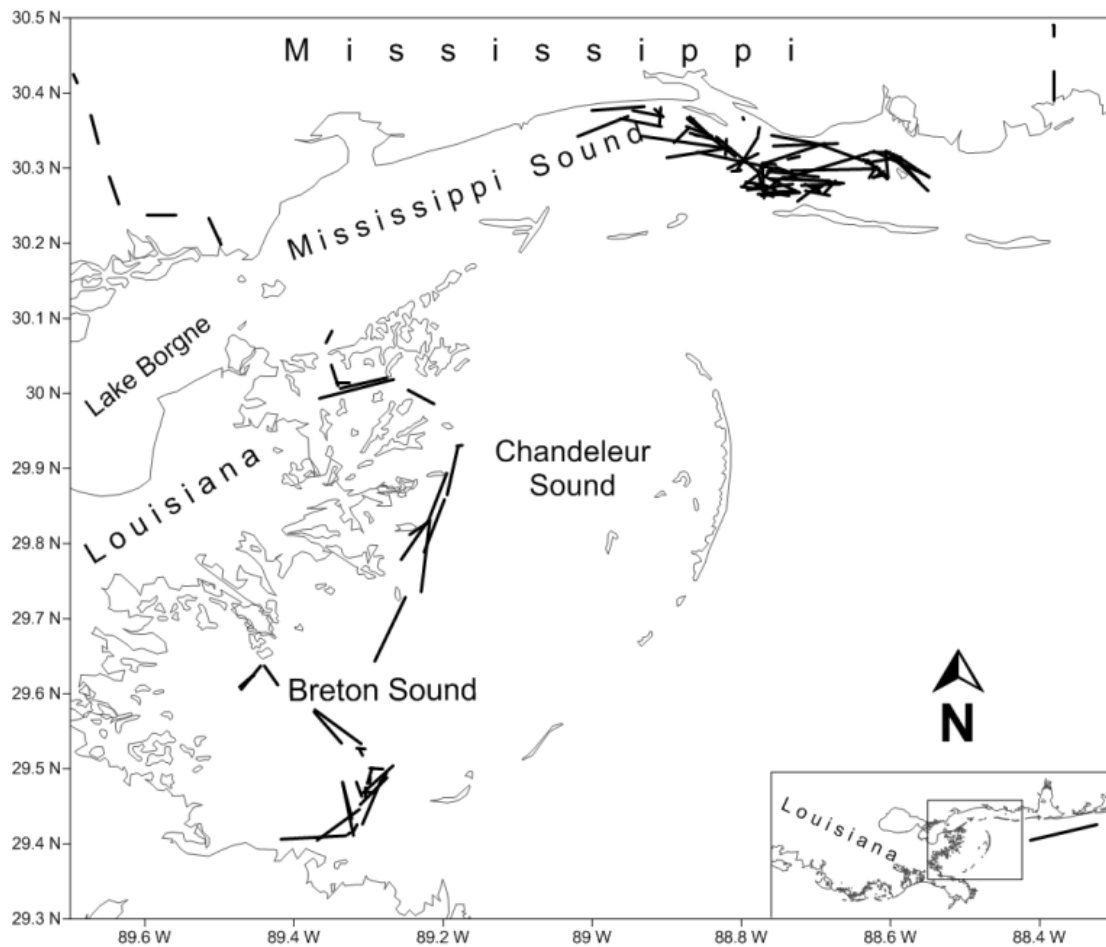 30.5 N
Mississippi
30.4 N
30.3 N
Mississippi Sound
30.2 N
30.1 N
Lake Borgne
30 N
29.9 N
Chandeleur
Sound
Louisiana
29.8 N
29.7 N
29.6 N
Breton Sound
N
29.5 N
Louisiana
29.4 N
29.3 N
89.6 W
89.4 W
89.2 W
89 W
88.8 W
88.6 W
88.4 W